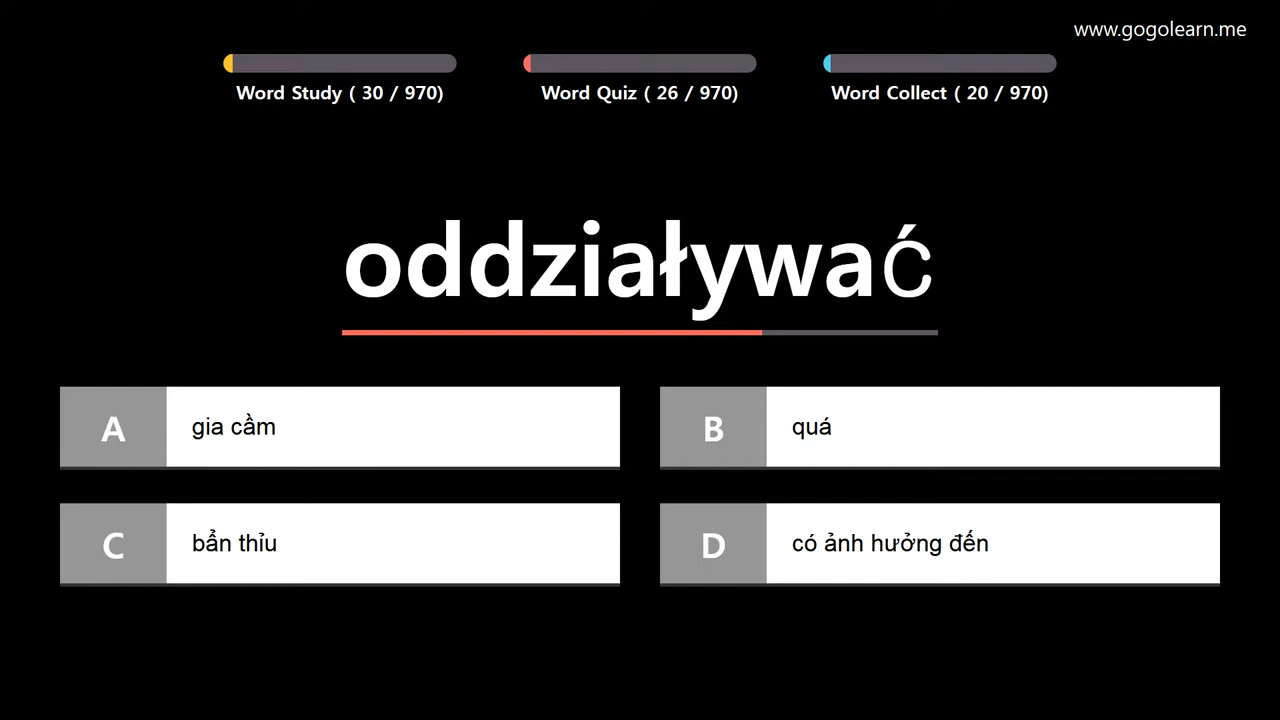 www.gogolearn.me
Word Study ( 30 / 970)
Word Quiz ( 26 / 970)
Word Collect ( 20 / 970)
oddziaływać
A gia cầm
B quá
C bẩn thỉu
D có ảnh hưởng đến